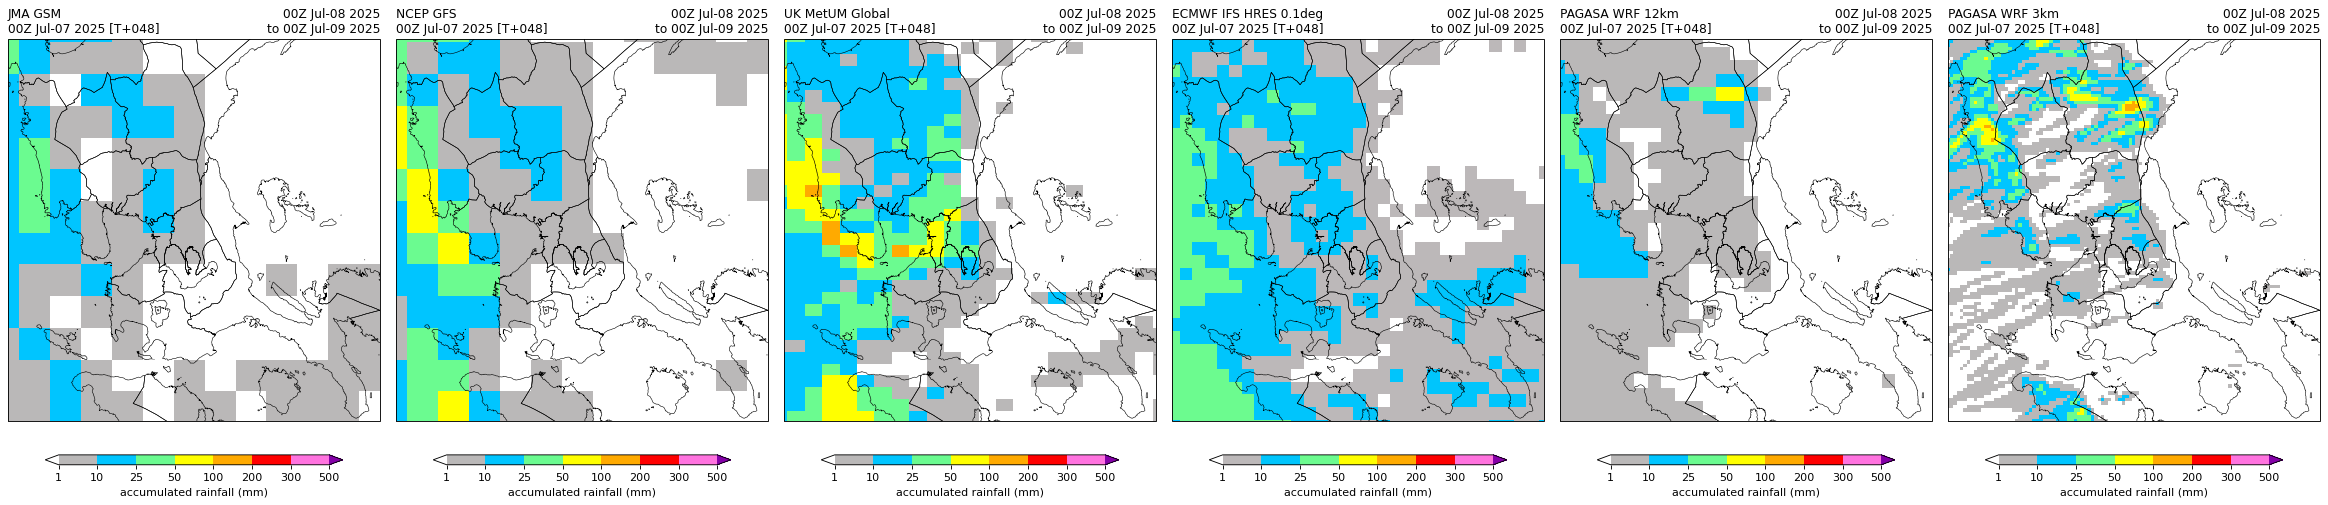 JMA GSM 00Z Jul-08 2025
00Z Jul-07 2025 [T+048] to 00Z Jul-09 2025
1 10 25 50 100 200 300 500
accumulated rainfall (mm)
NCEP GFS 00Z Jul-08 2025
00Z Jul-07 2025 [T+048] to 00Z Jul-09 2025
1 10 25 50 100 200 300 500
accumulated rainfall (mm)
UK MetUM Global 00Z Jul-08 2025
00Z Jul-07 2025 [T+048] to 00Z Jul-09 2025
1 10 25 50 100 200 300 500
accumulated rainfall (mm)
ECMWF IFS HRES 0.1deg 00Z Jul-08 2025
00Z Jul-07 2025 [T+048] to 00Z Jul-09 2025
1 10 25 50 100 200 300 500
accumulated rainfall (mm)
PAGASA WRF 12km 00Z Jul-08 2025
00Z Jul-07 2025 [T+048] to 00Z Jul-09 2025
1 10 25 50 100 200 300 500
accumulated rainfall (mm)
PAGASA WRF 3km 00Z Jul-08 2025
00Z Jul-07 2025 [T+048] to 00Z Jul-09 2025
1 10 25 50 100 200 300 500
accumulated rainfall (mm)